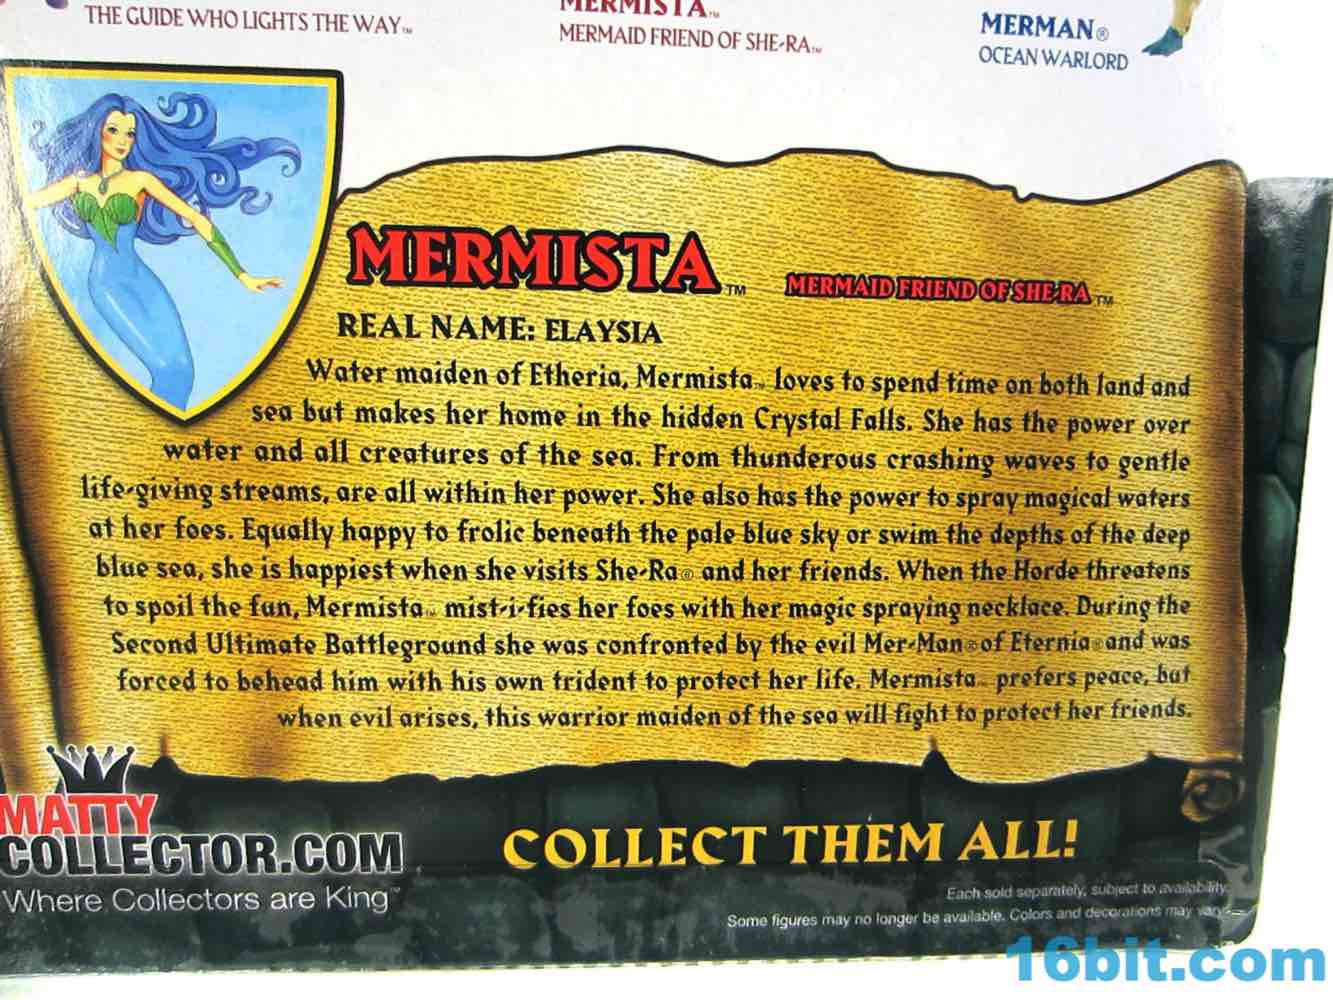 THE GUIDE WHO LIGHTS THE WAY™
MERMISTA™
MERMAID FRIEND OF SHE-RA™
MERMAN®
OCEAN WARLORD
MERMISTA™ MERMAID FRIEND OF SHE-RA™
REAL NAME: ELAYSIA
Water maiden of Etheria, Mermista™ loves to spend time on both land and
sea but makes her home in the hidden Crystal Falls. She has the power over
water and all creatures of the sea. From thunderous crashing waves to gentle
life-giving streams, are all within her power. She also has the power to spray magical waters
at her foes. Equally happy to frolic beneath the pale blue sky or swim the depths of the deep
blue sea, she is happiest when she visits She-Ra® and her friends. When the Horde threatens
to spoil the fun, Mermista™ mist-i-fies her foes with her magic spraying necklace. During the
Second Ultimate Battleground she was confronted by the evil Mer-Man® of Eternia® and was
forced to behead him with his own trident to protect her life. Mermista™ prefers peace, but
when evil arises, this warrior maiden of the sea will fight to protect her friends.
MATTY
COLLECTOR.COM
Where Collectors are King™
COLLECT THEM ALL!
Each sold separately, subject to availability.
Some figures may no longer be available. Colors and decorations may vary.
16bit.com